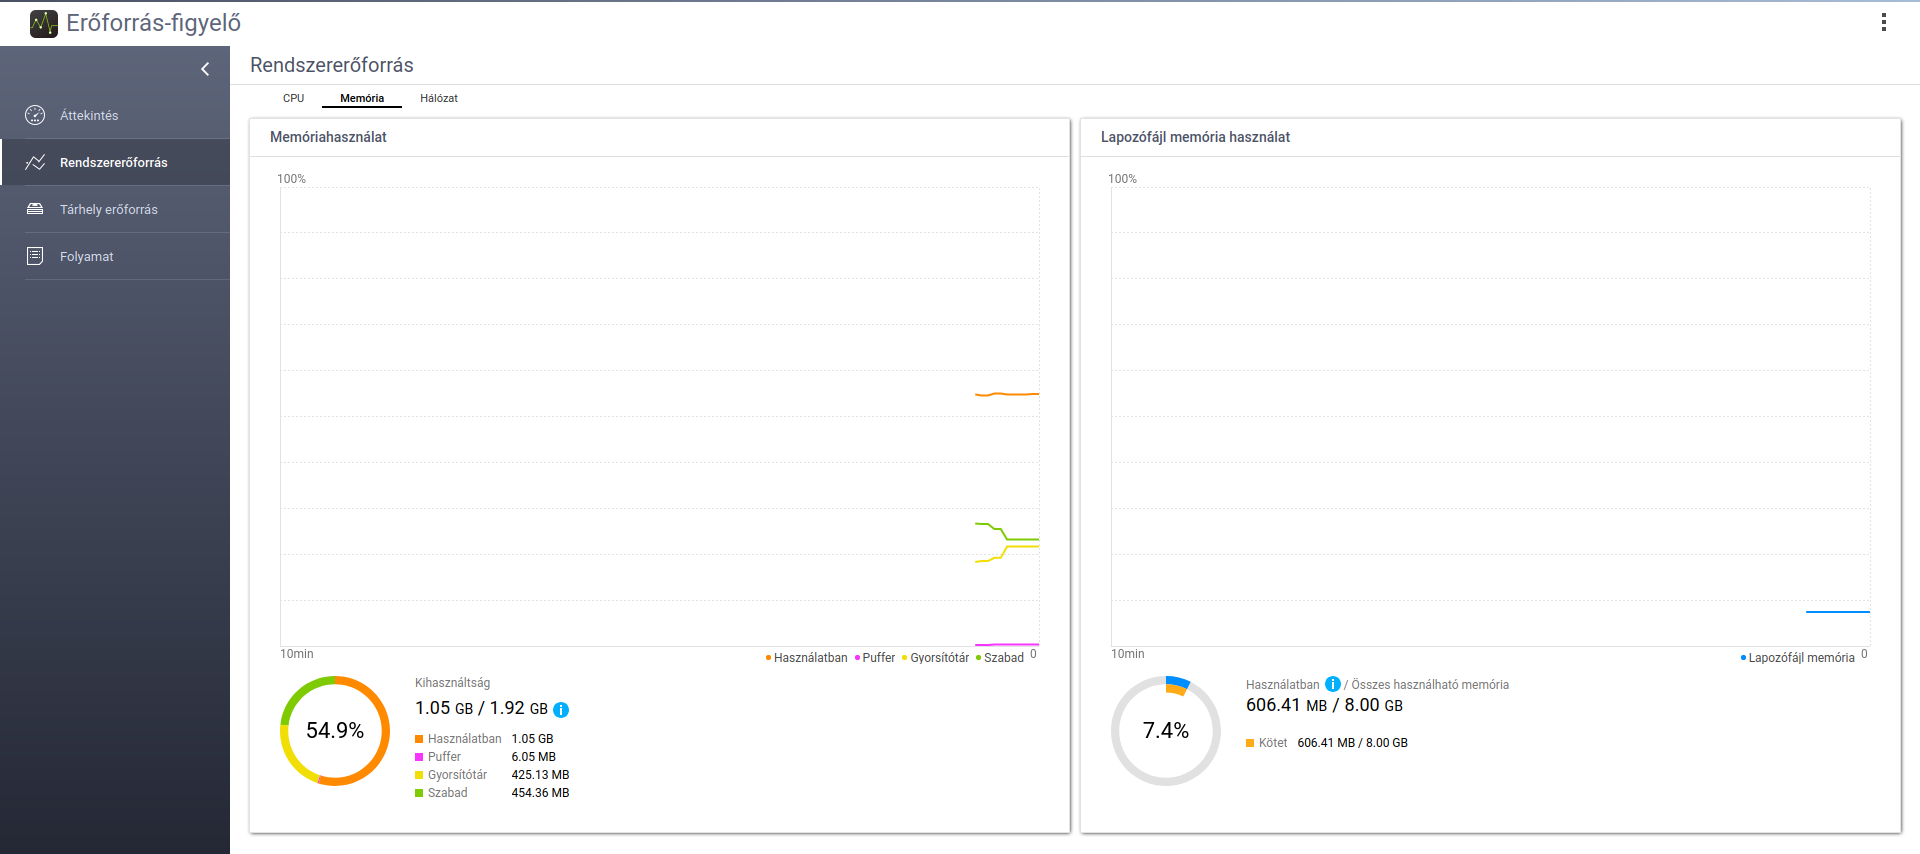 Erőforrás-figyelő
Rendszererőforrás
Áttekintés
Rendszererőforrás
Tárhely erőforrás
Folyamat
CPU Memória Hálózat
Memóriahasználat
100%
10min
Használatban Puffer Gyorsítótár Szabad 0
54.9%
Kihasználtság
1.05 GB / 1.92 GB
Használatban 1.05 GB
Puffer 6.05 MB
Gyorsítótár 425.13 MB
Szabad 454.36 MB
Lapozófájl memória használat
100%
10min
Lapozófájl memória 0
7.4%
Használatban / Összes használható memória
606.41 MB / 8.00 GB
Kötet 606.41 MB / 8.00 GB